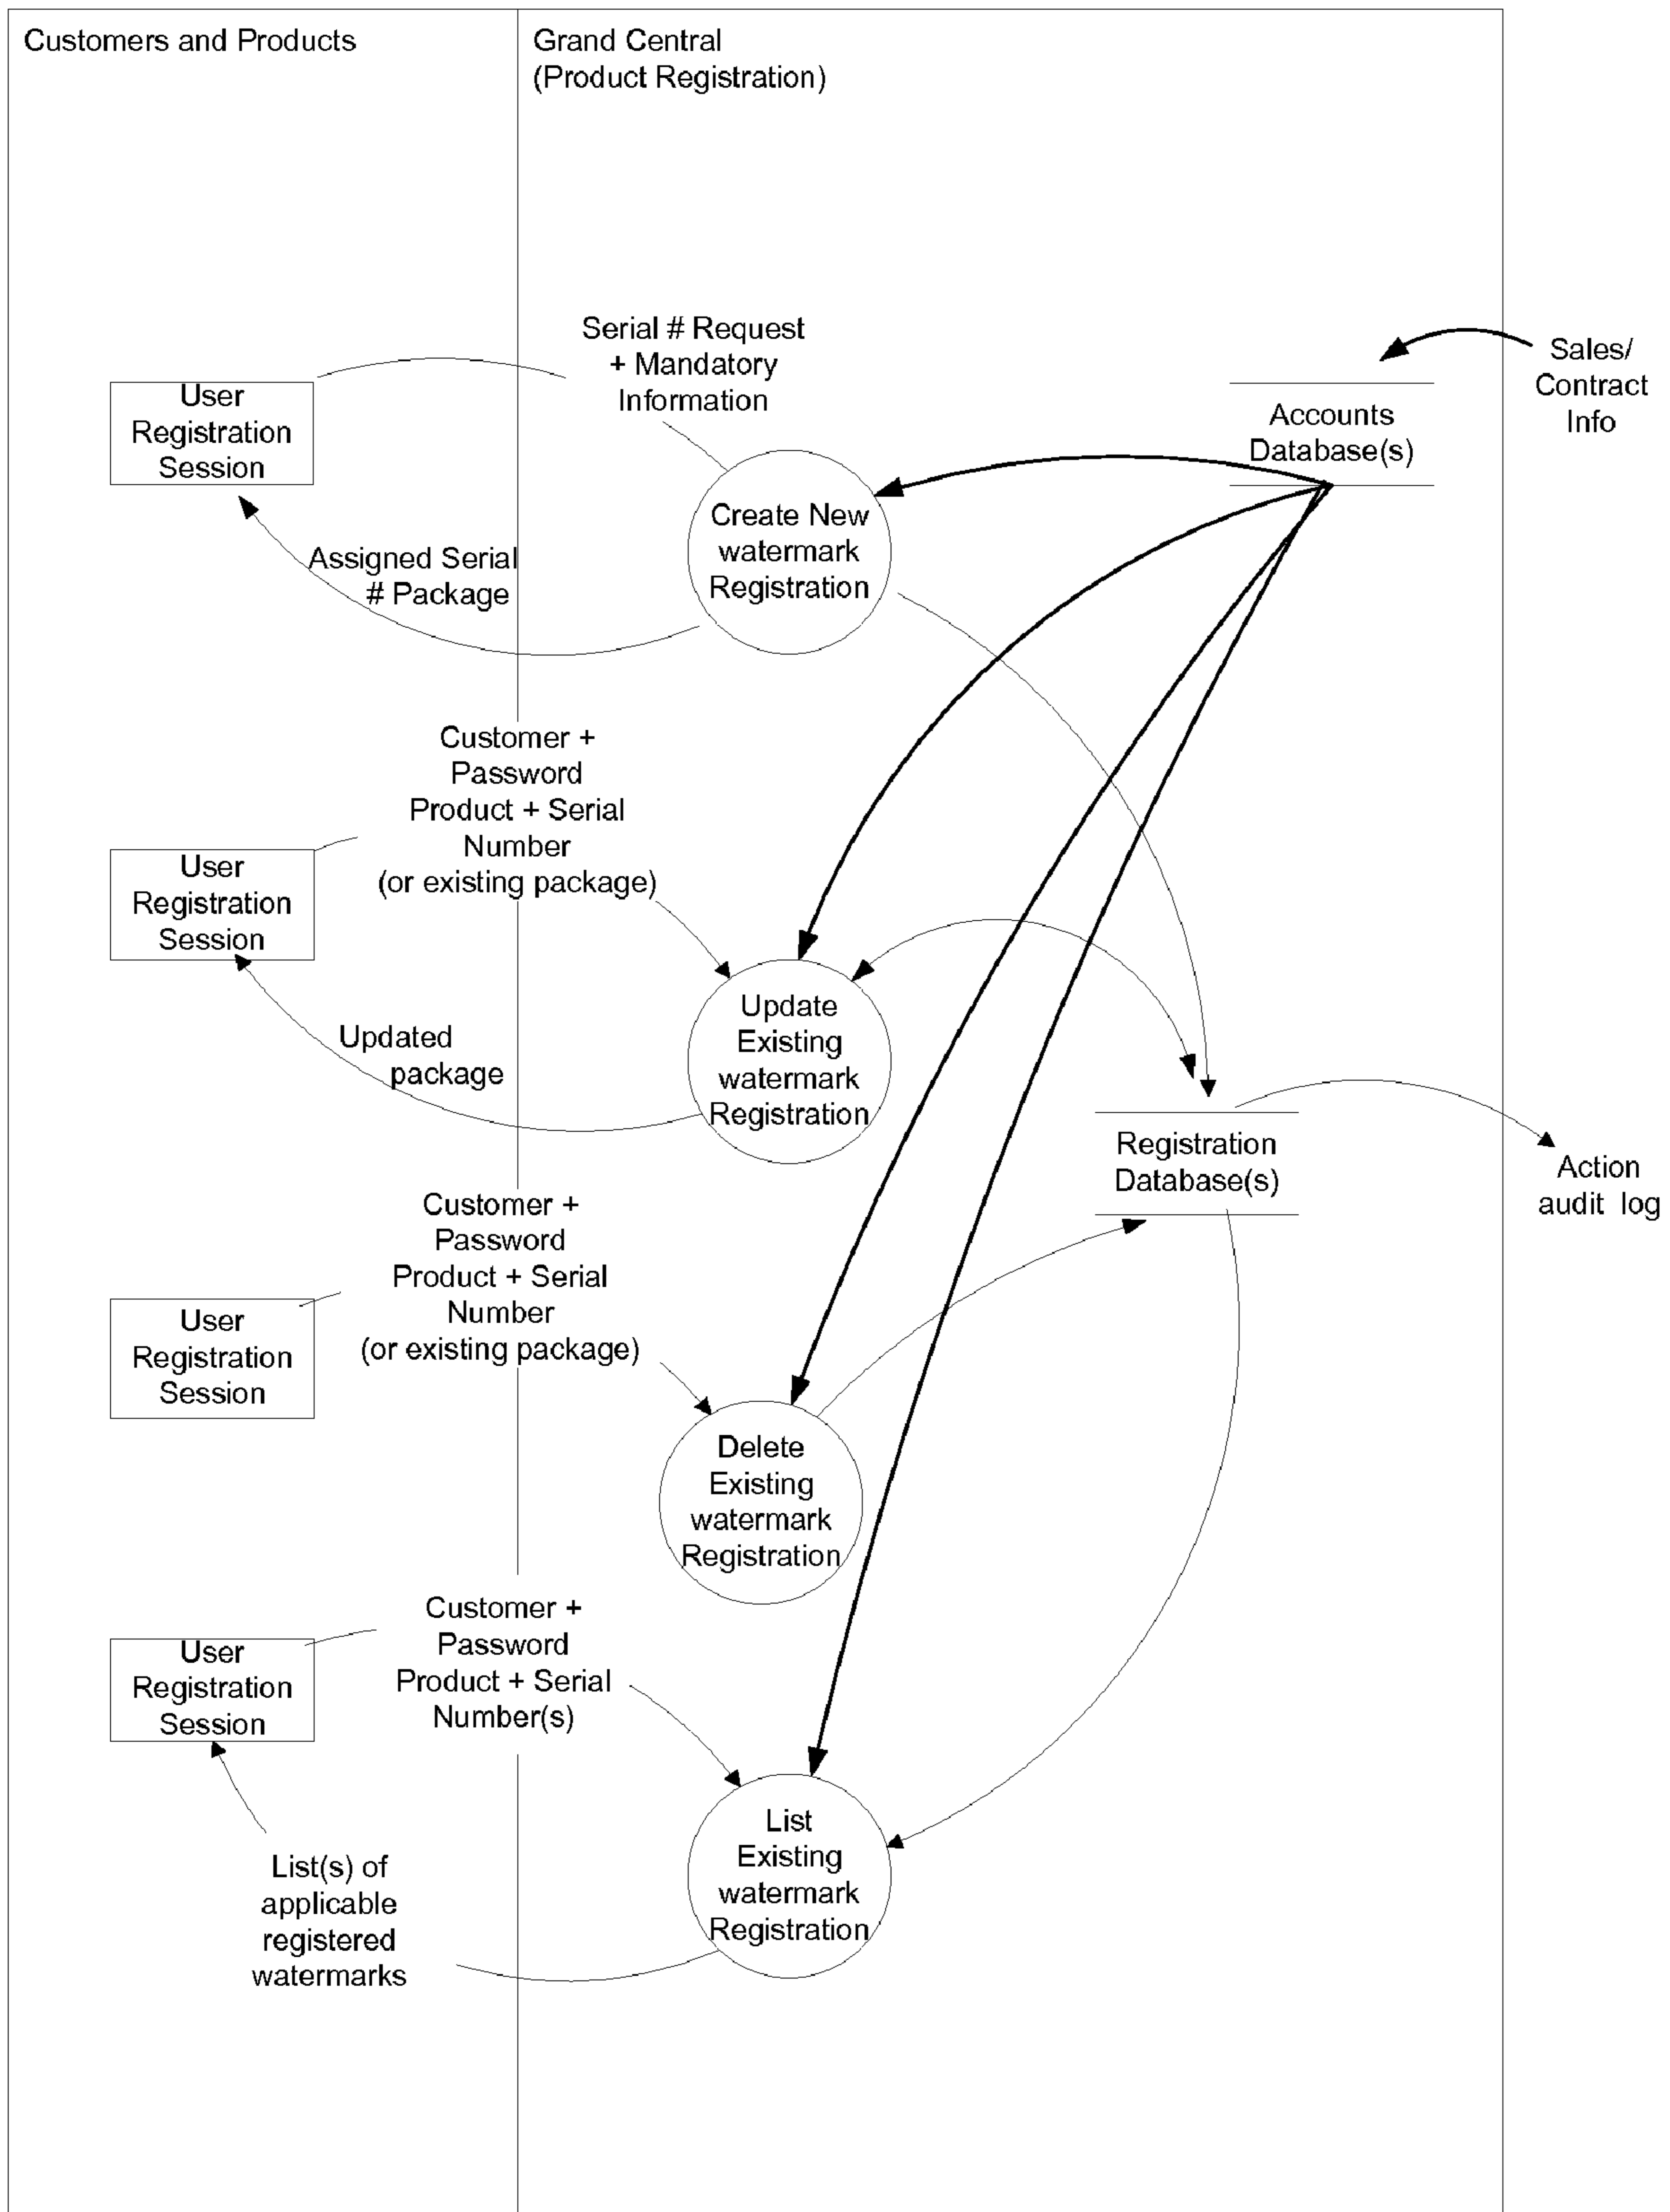 Customers and Products
Grand Central
(Product Registration)
Serial # Request
+ Mandatory
Information
Sales/
Contract
Info
User
Registration
Session
Accounts
Database(s)
Create New
watermark
Registration
Assigned Serial
# Package
Customer +
Password
Product + Serial
Number
(or existing package)
User
Registration
Session
Update
Existing
watermark
Registration
Updated
package
Registration
Database(s)
Action
audit log
Customer +
Password
Product + Serial
Number
(or existing package)
User
Registration
Session
Delete
Existing
watermark
Registration
Customer +
Password
Product + Serial
Number(s)
User
Registration
Session
List
Existing
watermark
Registration
List(s) of
applicable
registered
watermarks